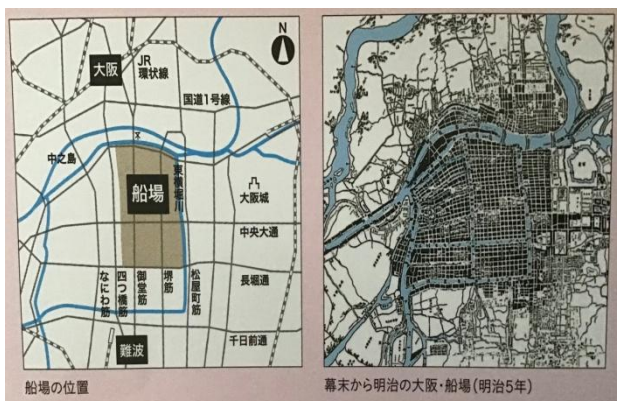 N
大阪
JR
環状線
国道1号線
中之島
船場
東横堀川
大阪城
中央大通
なにわ筋
四つ橋筋
御堂筋
堺筋
松屋町筋
長堀通
難波
千日前通
船場の位置
幕末から明治の大阪・船場(明治5年)